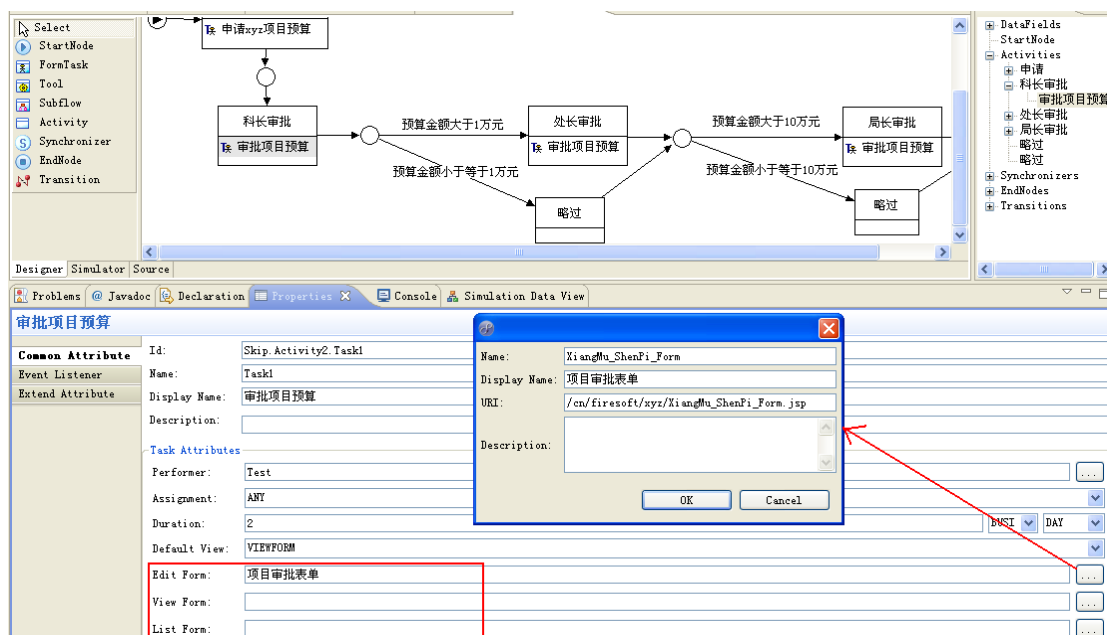 Select
StartNode
FormTask
Tool
Subflow
Activity
Synchronizer
EndNode
Transition
申请xyz项目预算
科长审批
审批项目预算
预算金额大于1万元
预算金额小于等于1万元
处长审批
审批项目预算
略过
预算金额大于10万元
预算金额小于等于10万元
局长审批
审批项目预算
略过
DataFields
StartNode
Activities
申请
科长审批
审批项目预算
处长审批
局长审批
略过
略过
Synchronizers
EndNodes
Transitions
Designer Simulator Source
Problems @ Javadoc Declaration Properties Console Simulation Data View
审批项目预算
Common Attribute
Event Listener
Extend Attribute
Id: Skip.Activity2.Task1
Name: Task1
Display Name: 审批项目预算
Description:
Task Attributes
Performer: Test ...
Assignment: ANY
Duration: 2 BUSI DAY
Default View: VIEWFORM
Edit Form: 项目审批表单 ...
View Form: ...
List Form: ...
Name: XiangMu_ShenPi_Form
Display Name: 项目审批表单
URI: /cn/firesoft/xyz/XiangMu_ShenPi_Form.jsp
Description:
OK Cancel